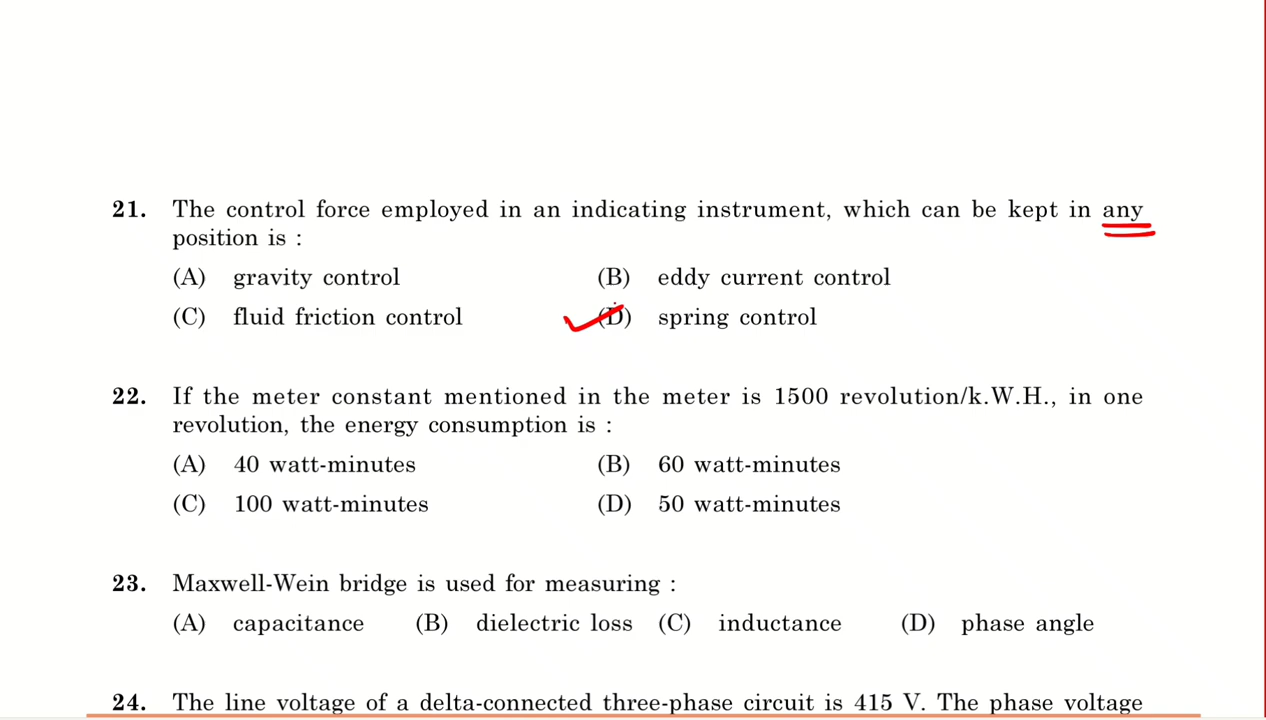 21. The control force employed in an indicating instrument, which can be kept in any
position is :
(A) gravity control (B) eddy current control
(C) fluid friction control (D) spring control
22. If the meter constant mentioned in the meter is 1500 revolution/k.W.H., in one
revolution, the energy consumption is :
(A) 40 watt-minutes (B) 60 watt-minutes
(C) 100 watt-minutes (D) 50 watt-minutes
23. Maxwell-Wein bridge is used for measuring :
(A) capacitance (B) dielectric loss (C) inductance (D) phase angle
24. The line voltage of a delta-connected three-phase circuit is 415 V. The phase voltage